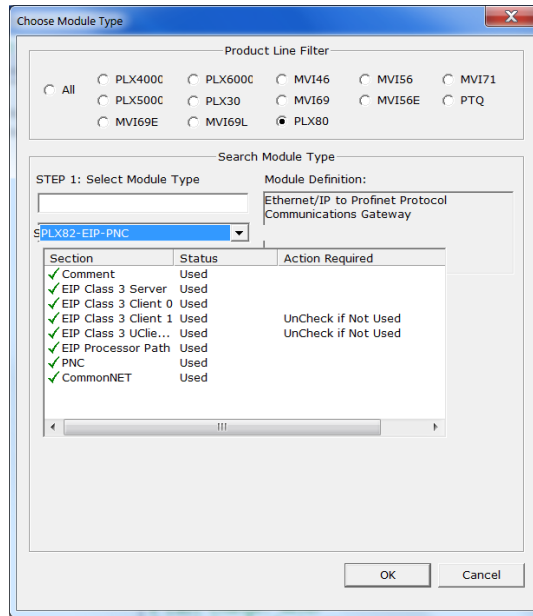 Choose Module Type
Product Line Filter
All
PLX400C PLX600C MVI46 MVI56 MVI71
PLX500C PLX30 MVI69 MVI56E PTQ
MVI69E MVI69L PLX80
Search Module Type
STEP 1: Select Module Type Module Definition:
Ethernet/IP to Profinet Protocol
Communications Gateway
PLX82-EIP-PNC
Section Status Action Required
Comment Used
EIP Class 3 Server Used
EIP Class 3 Client 0 Used
EIP Class 3 Client 1 Used UnCheck if Not Used
EIP Class 3 UClie... Used UnCheck if Not Used
EIP Processor Path Used
PNC Used
CommonNET Used
OK Cancel